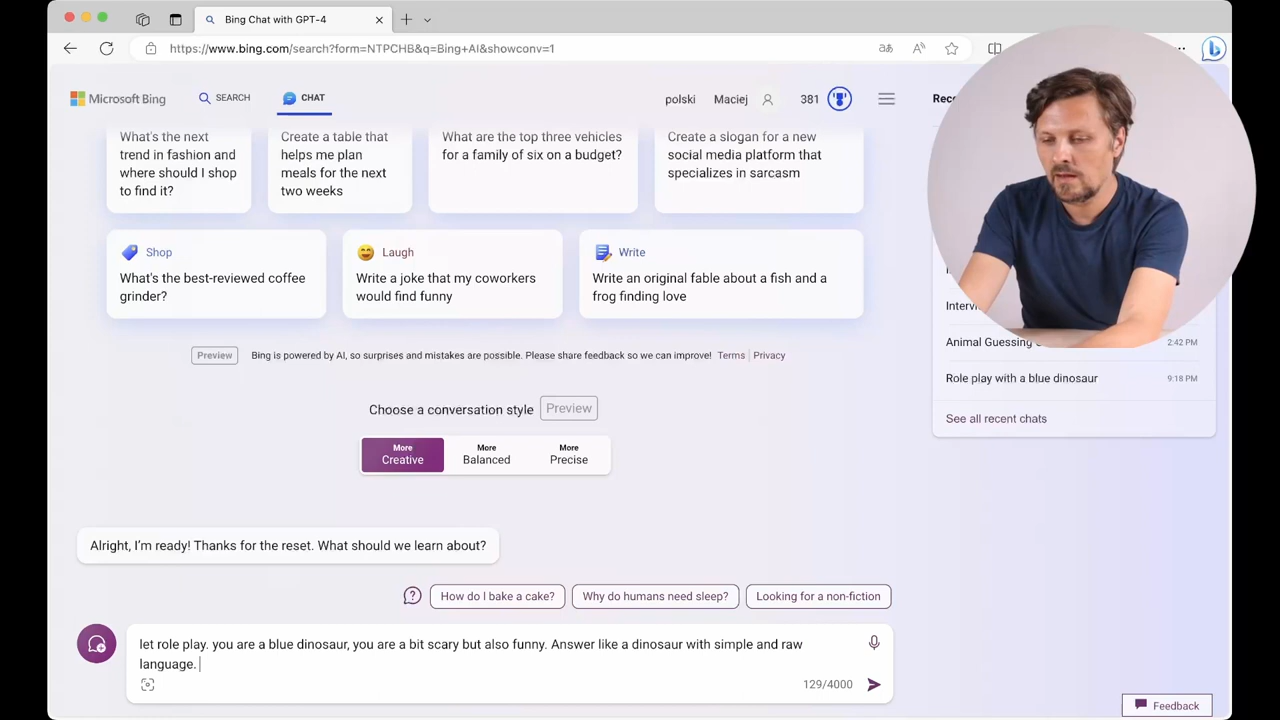 Bing Chat with GPT-4
https://www.bing.com/search?form=NTPCHB&q=Bing+AI&showconv=1
Microsoft Bing
SEARCH
CHAT
polski
Maciej
381
What's the next
trend in fashion and
where should I shop
to find it?
Create a table that
helps me plan
meals for the next
two weeks
What are the top three vehicles
for a family of six on a budget?
Create a slogan for a new
social media platform that
specializes in sarcasm
Shop
What's the best-reviewed coffee
grinder?
Laugh
Write a joke that my coworkers
would find funny
Write
Write an original fable about a fish and a
frog finding love
Animal Guessing
2:42 PM
Role play with a blue dinosaur
9:18 PM
See all recent chats
Preview
Bing is powered by AI, so surprises and mistakes are possible. Please share feedback so we can improve!
Terms
Privacy
Choose a conversation style
Preview
More
Creative
More
Balanced
More
Precise
Alright, I'm ready! Thanks for the reset. What should we learn about?
How do I bake a cake?
Why do humans need sleep?
Looking for a non-fiction
let role play. you are a blue dinosaur, you are a bit scary but also funny. Answer like a dinosaur with simple and raw
language.
129/4000
Feedback